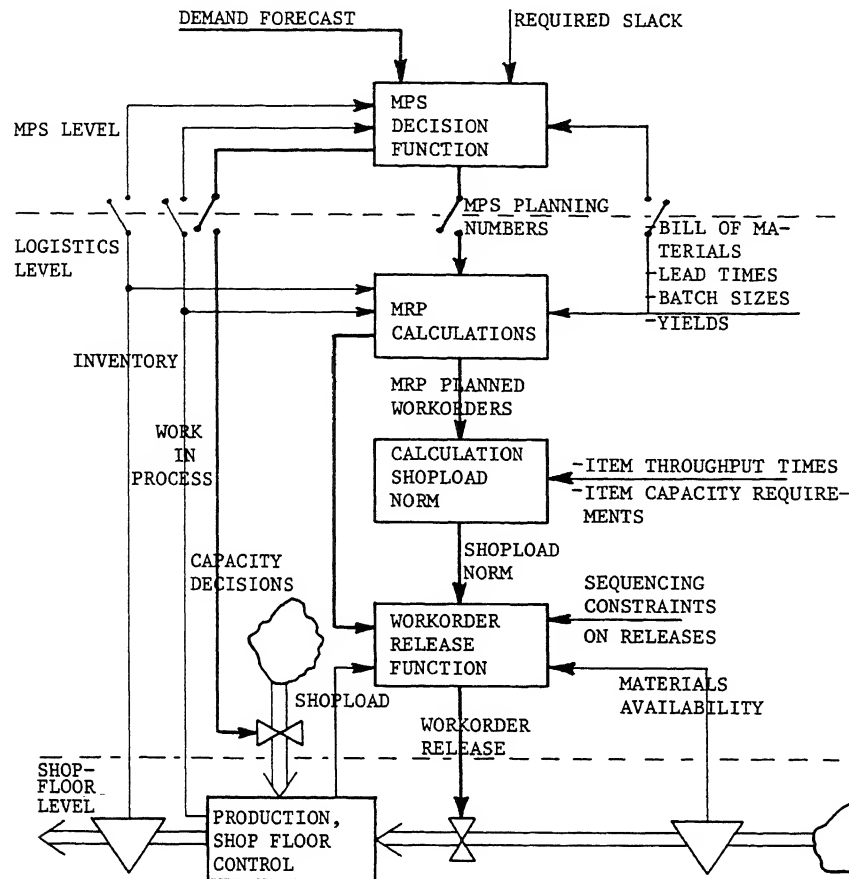 DEMAND FORECAST
REQUIRED SLACK
MPS
DECISION
FUNCTION
MPS LEVEL
MPS PLANNING
NUMBERS
LOGISTICS
LEVEL
-BILL OF MA-
TERIALS
-LEAD TIMES
-BATCH SIZES
-YIELDS
MRP
CALCULATIONS
INVENTORY
MRP PLANNED
WORKORDERS
WORK
IN
PROCESS
CALCULATION
SHOPLOAD
NORM
-ITEM THROUGHPUT TIMES
-ITEM CAPACITY REQUIRE-
MENTS
SHOPLOAD
NORM
CAPACITY
DECISIONS
SEQUENCING
CONSTRAINTS
ON RELEASES
WORKORDER
RELEASE
FUNCTION
MATERIALS
AVAILABILITY
SHOPLOAD
WORKORDER
RELEASE
SHOP-
FLOOR
LEVEL
PRODUCTION,
SHOP FLOOR
CONTROL